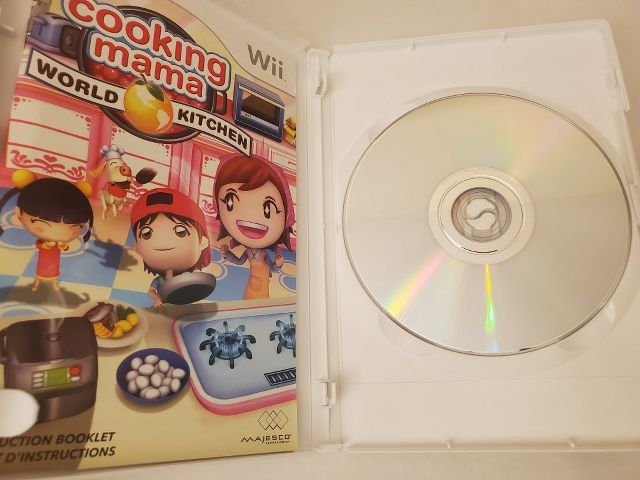 cooking
mama
WORLD KITCHEN
Wii
MAJESCO
UCTION BOOKLET
T D'INSTRUCTIONS